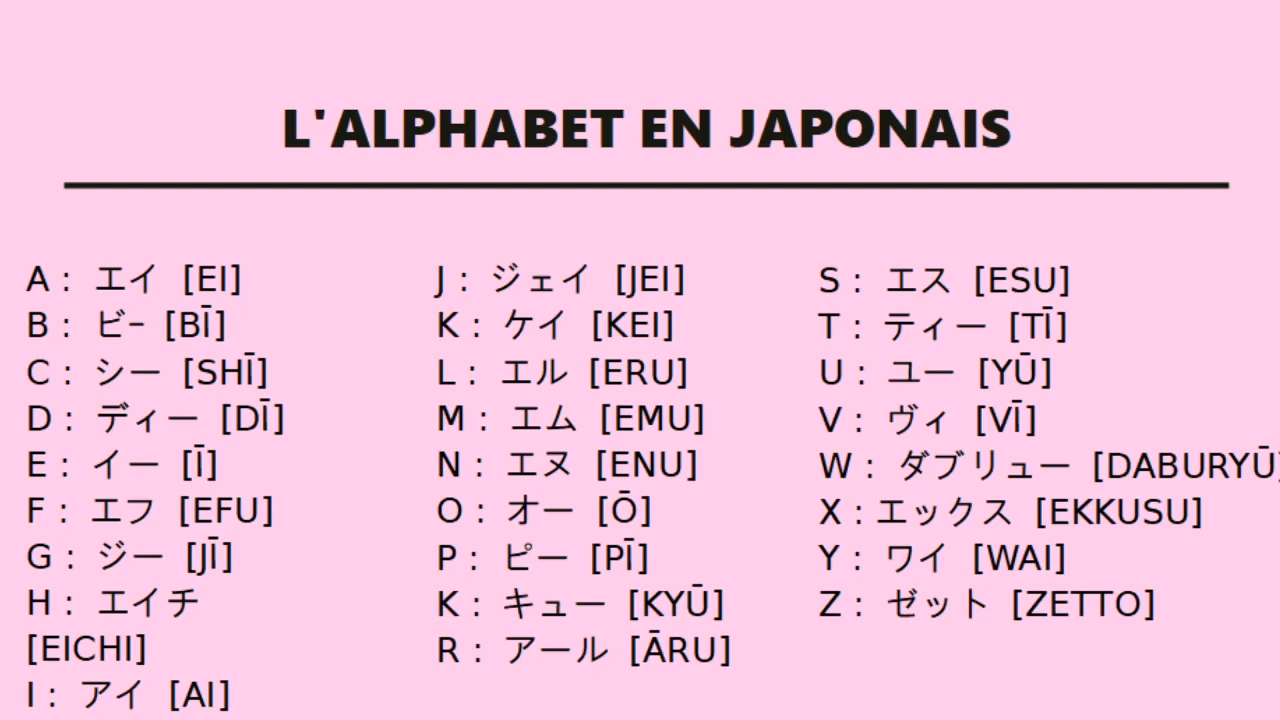 L'ALPHABET EN JAPONAIS
A : エイ [EI]
B : ビｰ [BĪ]
C : シー [SHĪ]
D : ディー [DĪ]
E : イー [Ī]
F : エフ [EFU]
G : ジー [JĪ]
H : エイチ
[EICHI]
I : アイ [AI]
J : ジェイ [JEI]
K : ケイ [KEI]
L : エル [ERU]
M : エム [EMU]
N : エヌ [ENU]
O : オー [Ō]
P : ピー [PĪ]
K : キュー [KYŪ]
R : アール [ĀRU]
S : エス [ESU]
T : ティー [TĪ]
U : ユー [YŪ]
V : ヴィ [VĪ]
W : ダブリュー [DABURYŪ]
X : エックス [EKKUSU]
Y : ワイ [WAI]
Z : ゼット [ZETTO]